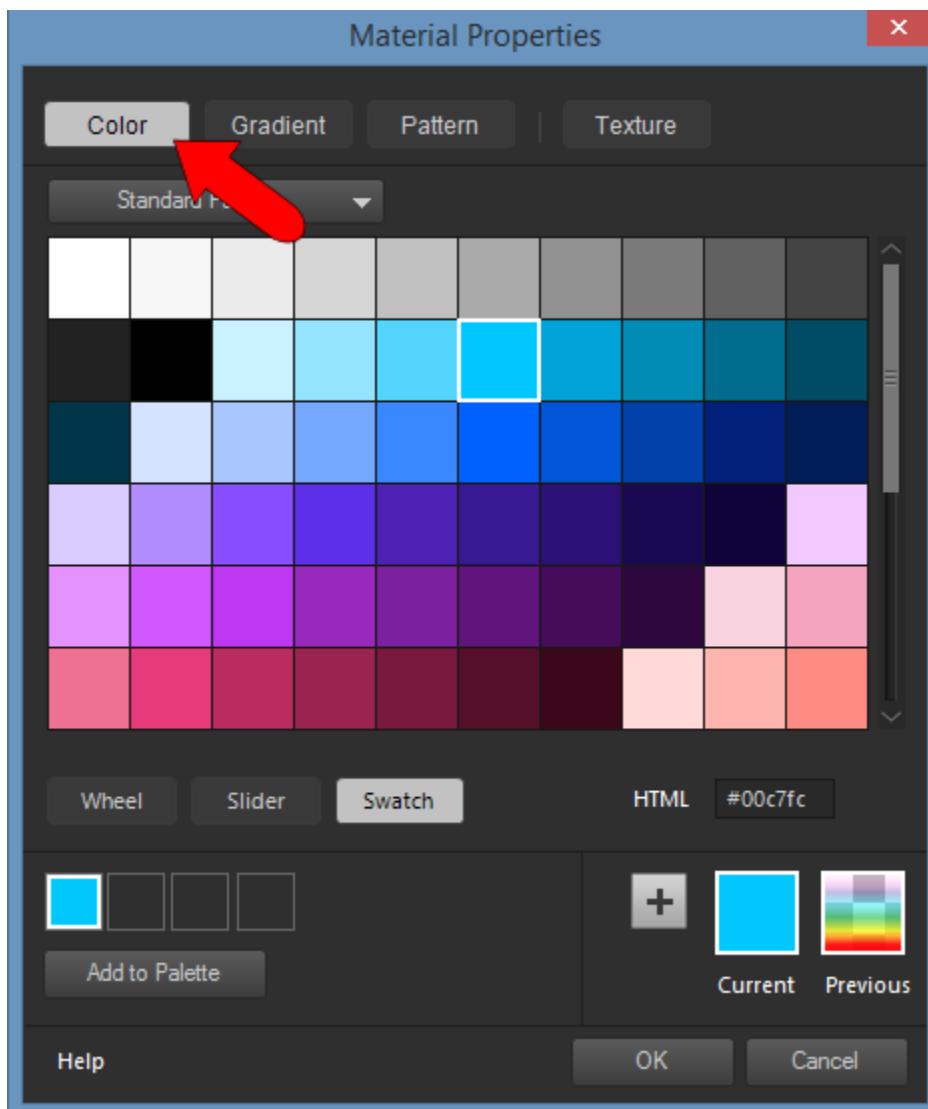 Material Properties
Color Gradient Pattern Texture
Standard
Wheel Slider Swatch HTML #00c7fc
Add to Palette
Current Previous
Help OK Cancel